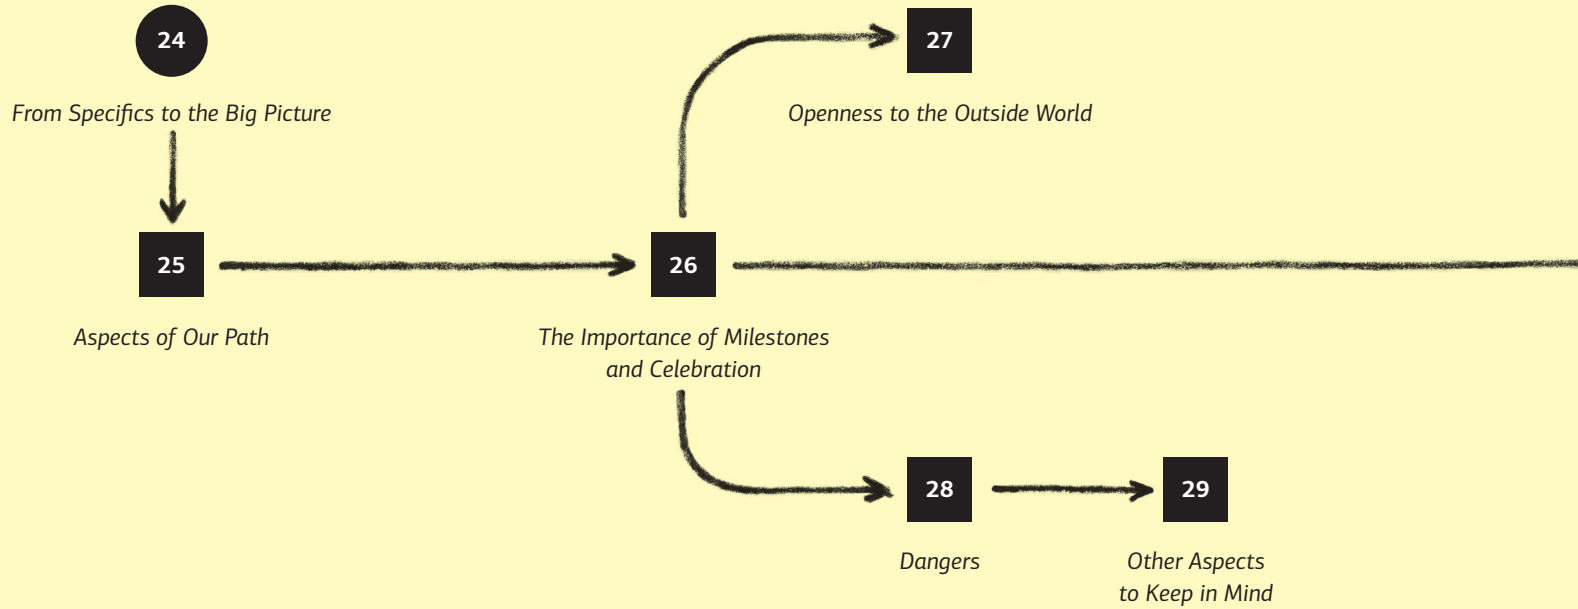 24
From Specifics to the Big Picture
27
Openness to the Outside World
25
Aspects of Our Path
26
The Importance of Milestones
and Celebration
28
Dangers
29
Other Aspects
to Keep in Mind